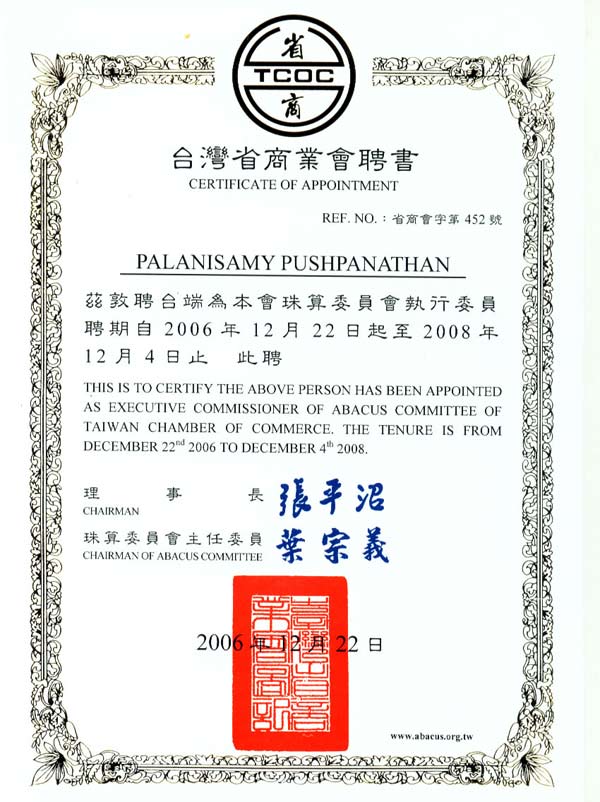 省
TCOC
商
台灣省商業會聘書
CERTIFICATE OF APPOINTMENT
REF. NO.：省商會字第 452 號
PALANISAMY PUSHPANATHAN
茲敦聘台端為本會珠算委員會執行委員
聘期自 2006 年 12 月 22 日起至 2008 年
12 月 4 日止 此聘
THIS IS TO CERTIFY THE ABOVE PERSON HAS BEEN APPOINTED
AS EXECUTIVE COMMISSIONER OF ABACUS COMMITTEE OF
TAIWAN CHAMBER OF COMMERCE. THE TENURE IS FROM
DECEMBER 22nd 2006 TO DECEMBER 4th 2008.
理 事 長 張平沼
CHAIRMAN
珠算委員會主任委員 葉宗義
CHAIRMAN OF ABACUS COMMITTEE
2006 年 12 月 22 日
www.abacus.org.tw